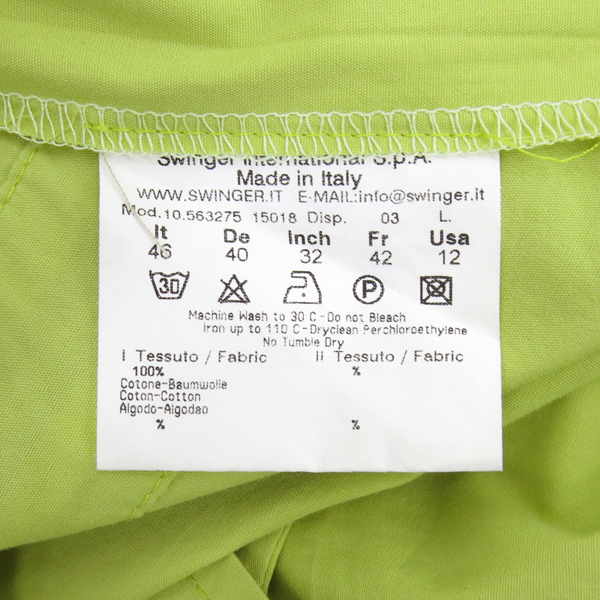 Swinger International S.p.A.
Made in Italy
WWW.SWINGER.IT E-MAIL:info@swinger.it
Mod.10.563275 15018 Disp. 03 L.
It De Inch Fr Usa
46 40 32 42 12
30 P
Machine Wash to 30 C-Do not Bleach
Iron up to 110 C-Dryclean Perchloroethylene
No Tumble Dry
I Tessuto / Fabric II Tessuto / Fabric
100% %
Cotone-Baumwolle
Coton-Cotton
Algodo-Algodao
% %